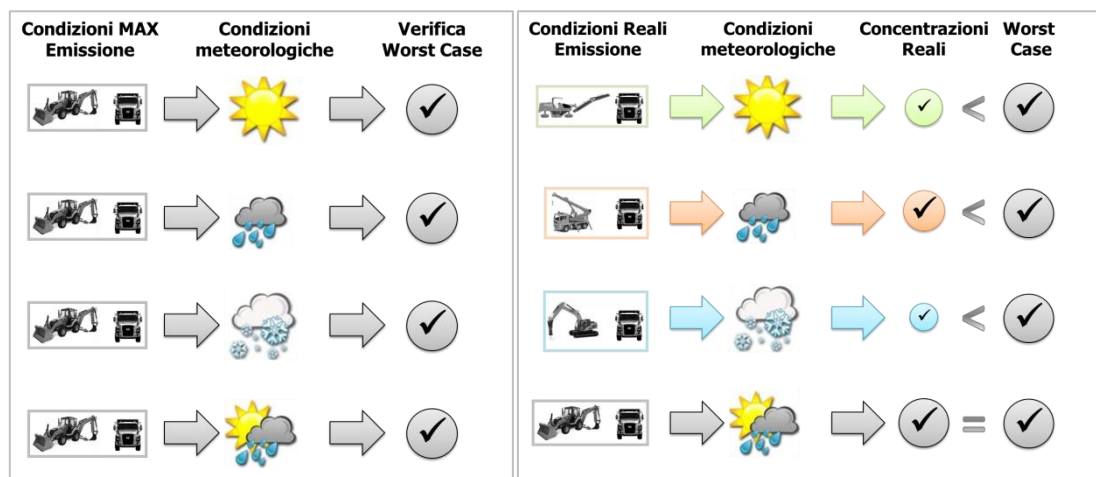 Condizioni MAX
Emissione
Condizioni
meteorologiche
Verifica
Worst Case
Condizioni Reali
Emissione
Condizioni
meteorologiche
Concentrazioni
Reali
Worst
Case
<
<
<
=